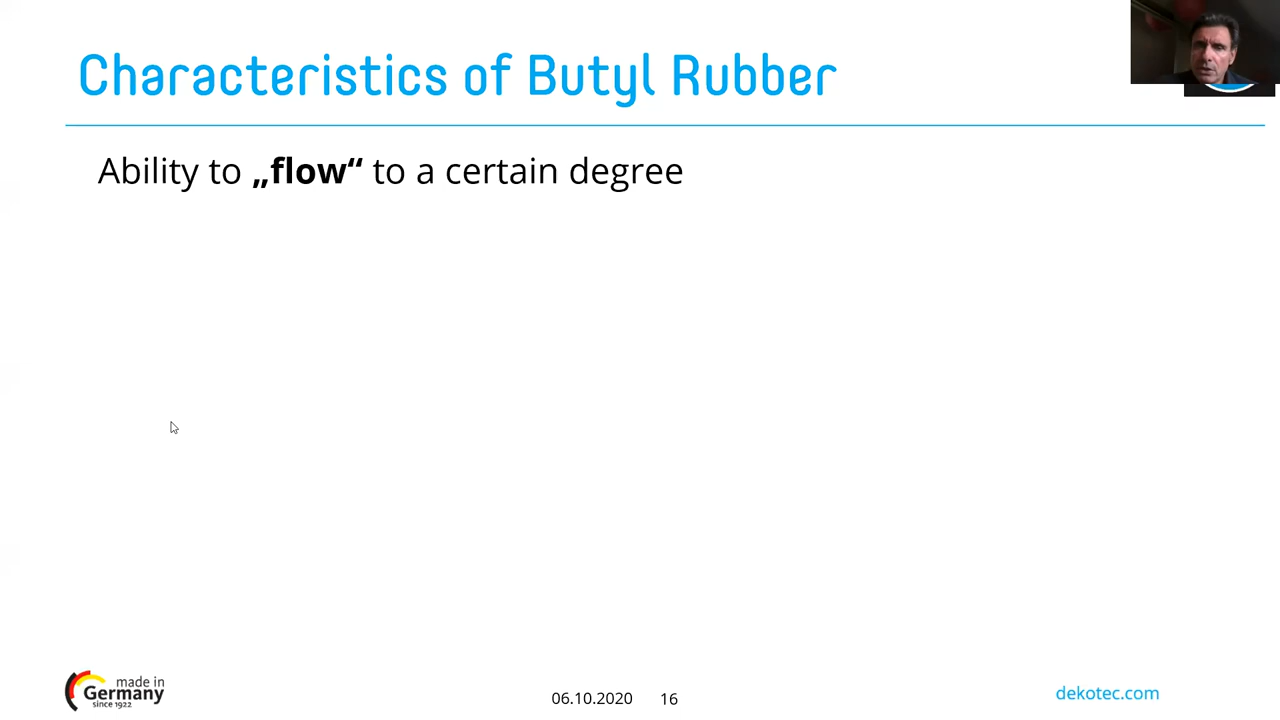 Characteristics of Butyl Rubber
Ability to „flow“ to a certain degree
made in
Germany
since 1922
06.10.2020
16
dekotec.com